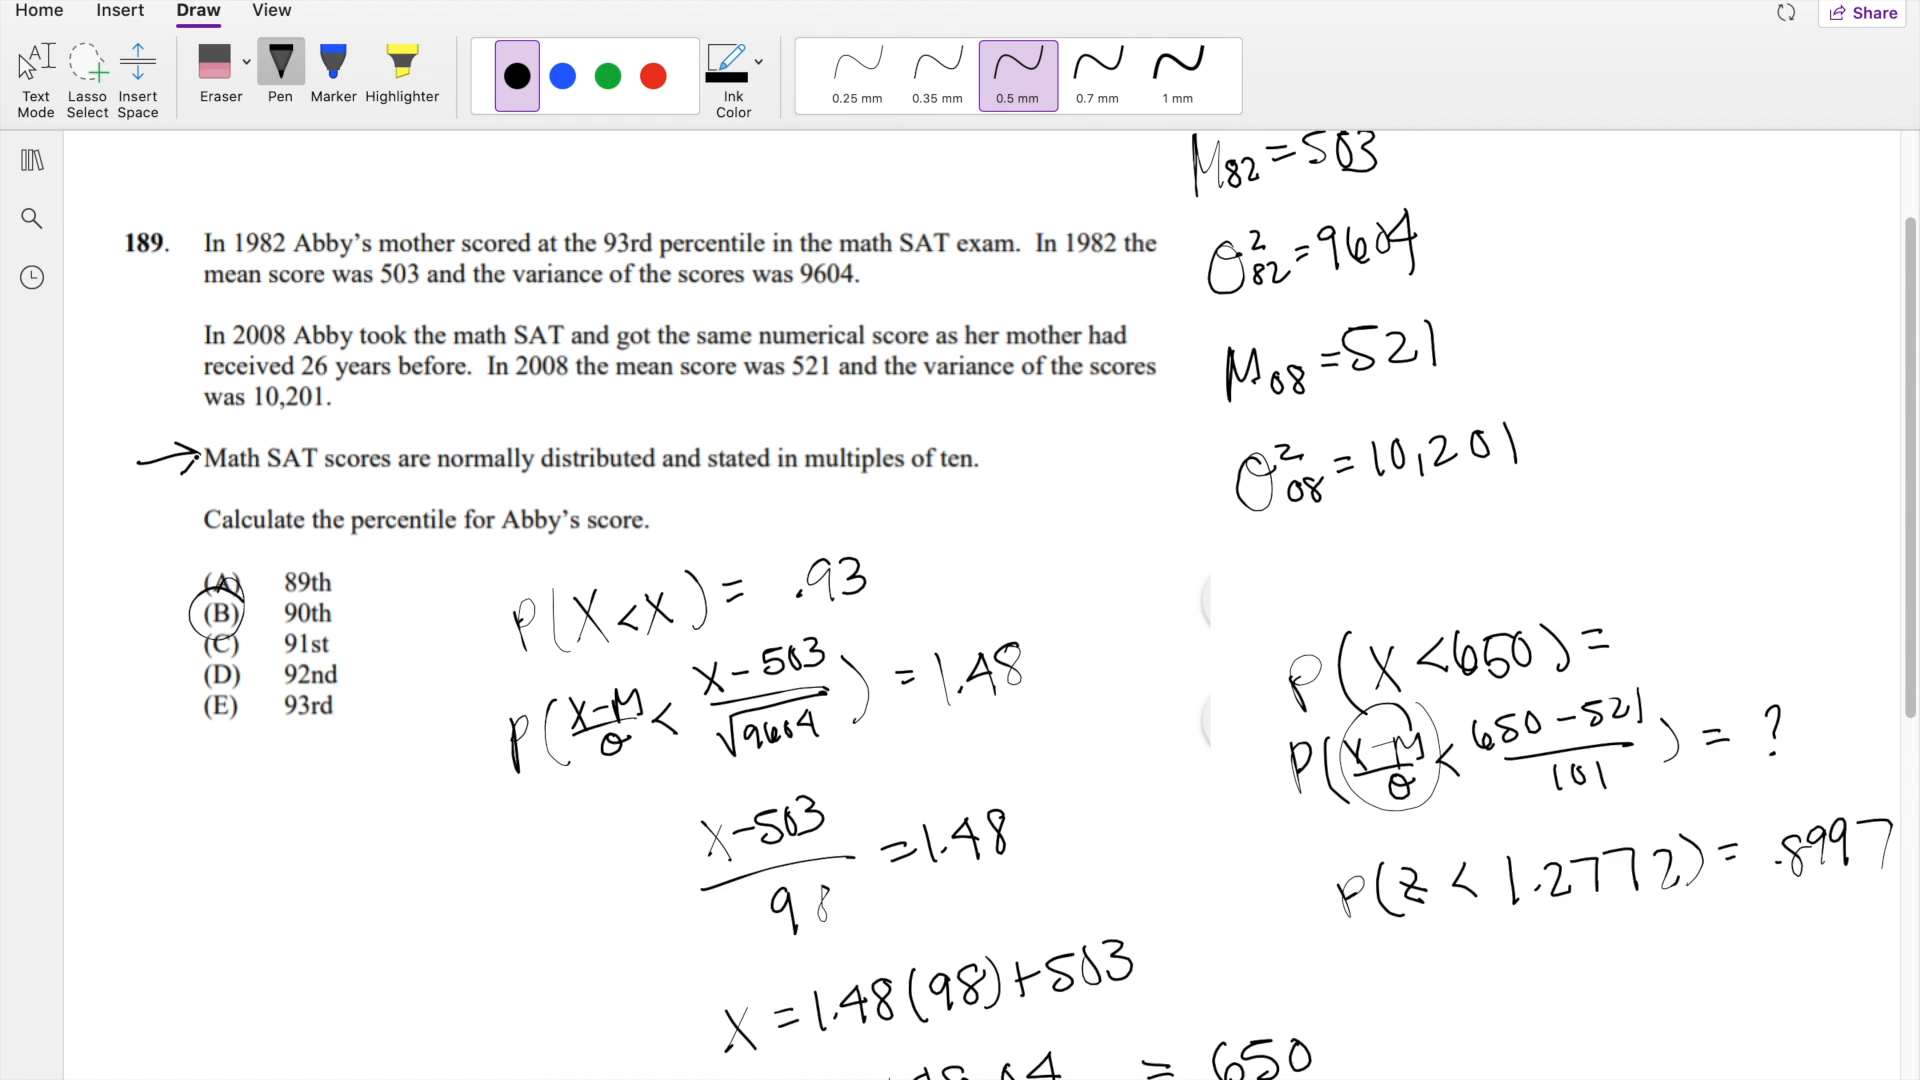 Home Insert Draw View
Share
Text Mode
Lasso Select
Insert Space
Eraser
Pen
Marker
Highlighter
Ink Color
0.25 mm
0.35 mm
0.5 mm
0.7 mm
1 mm
M82 = 503
σ²82 = 9604
M08 = 521
σ²08 = 10,201
189. In 1982 Abby's mother scored at the 93rd percentile in the math SAT exam. In 1982 the
mean score was 503 and the variance of the scores was 9604.
In 2008 Abby took the math SAT and got the same numerical score as her mother had
received 26 years before. In 2008 the mean score was 521 and the variance of the scores
was 10,201.
Math SAT scores are normally distributed and stated in multiples of ten.
Calculate the percentile for Abby's score.
(A) 89th
(B) 90th
(C) 91st
(D) 92nd
(E) 93rd
P(X < x) = .93
P((X-M)/σ < (x-503)/√9604) = 1.48
(x-503)/98 = 1.48
x = 1.48(98)+503
= 650
P(X < 650) =
P((X-M)/σ < (650-521)/101) = ?
P(Z < 1.2772) = .8997